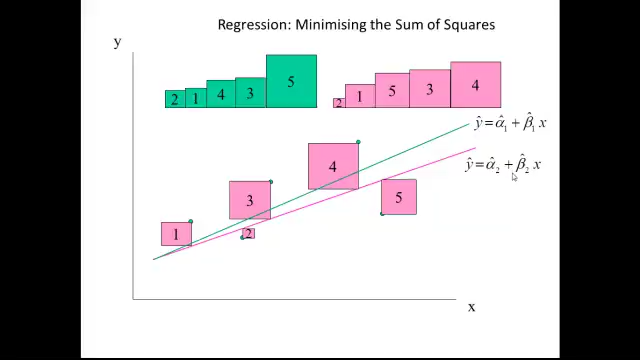 Regression: Minimising the Sum of Squares
y
2 1 4 3 5
2 1 5 3 4
ŷ = α̂₁ + β̂₁ x
ŷ = α̂₂ + β̂₂ x
4
3
5
1
2
x